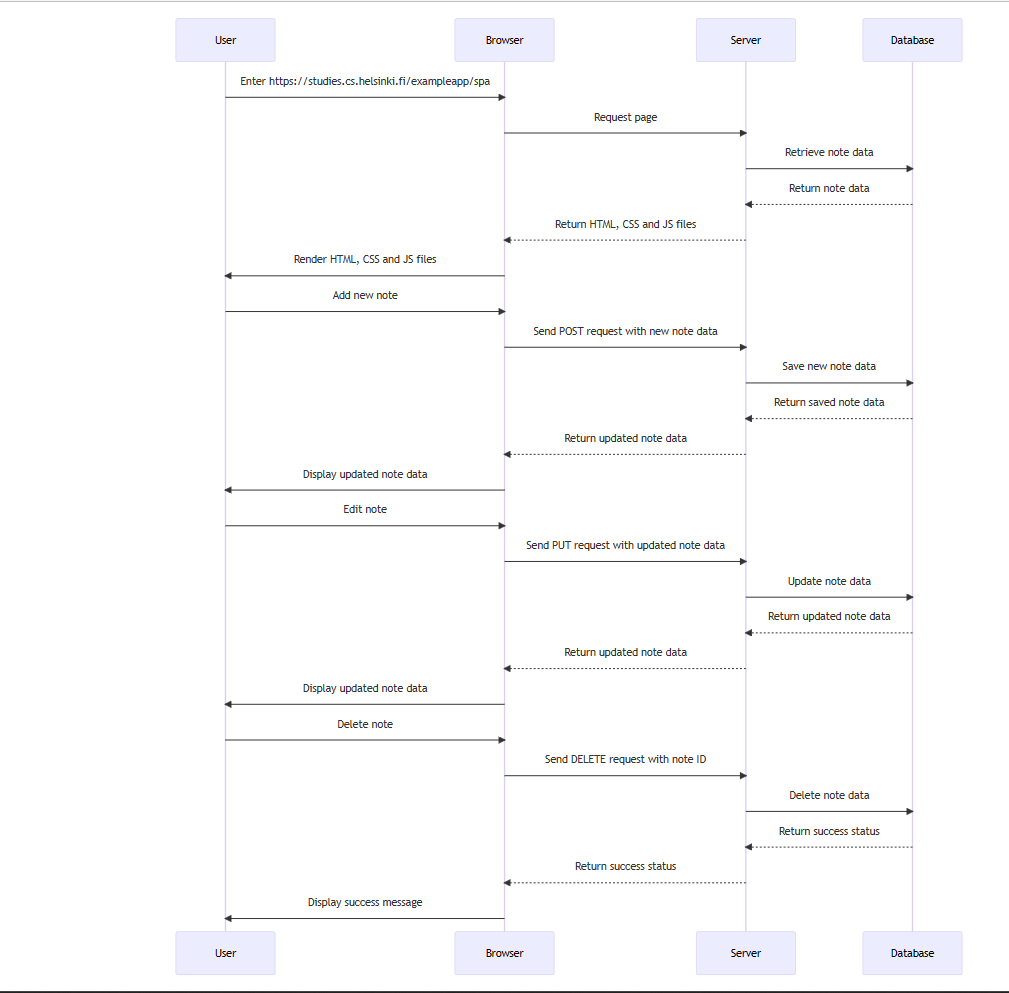 User
Browser
Server
Database
Enter https://studies.cs.helsinki.fi/exampleapp/spa
Request page
Retrieve note data
Return note data
Return HTML, CSS and JS files
Render HTML, CSS and JS files
Add new note
Send POST request with new note data
Save new note data
Return saved note data
Return updated note data
Display updated note data
Edit note
Send PUT request with updated note data
Update note data
Return updated note data
Return updated note data
Display updated note data
Delete note
Send DELETE request with note ID
Delete note data
Return success status
Return success status
Display success message
User
Browser
Server
Database